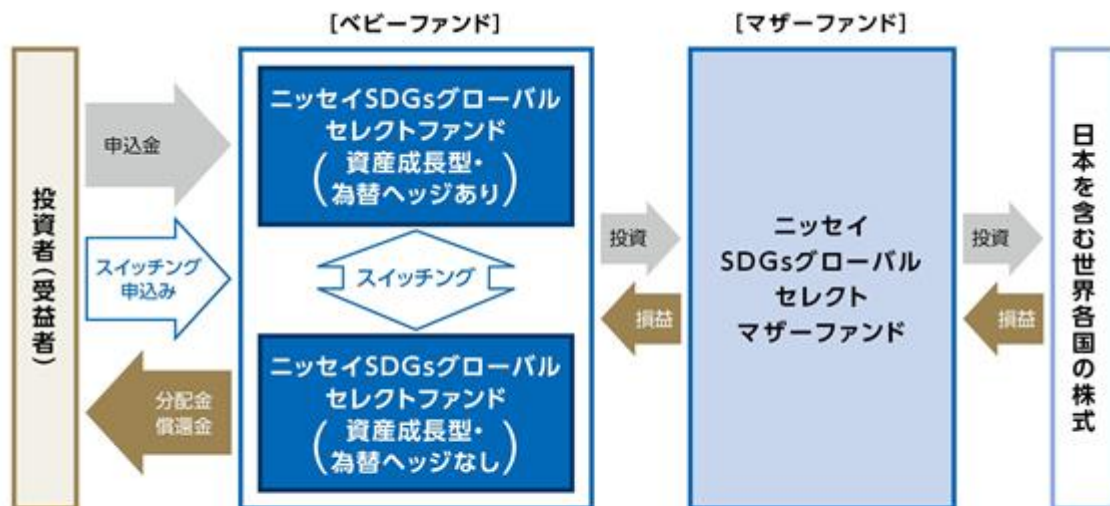 [ベビーファンド]
[マザーファンド]
投資者(受益者)
申込金
スイッチング
申込み
分配金
償還金
ニッセイSDGsグローバル
セレクトファンド
(資産成長型・
為替ヘッジあり)
スイッチング
ニッセイSDGsグローバル
セレクトファンド
(資産成長型・
為替ヘッジなし)
投資
損益
ニッセイ
SDGsグローバル
セレクト
マザーファンド
投資
損益
日本を含む世界各国の株式